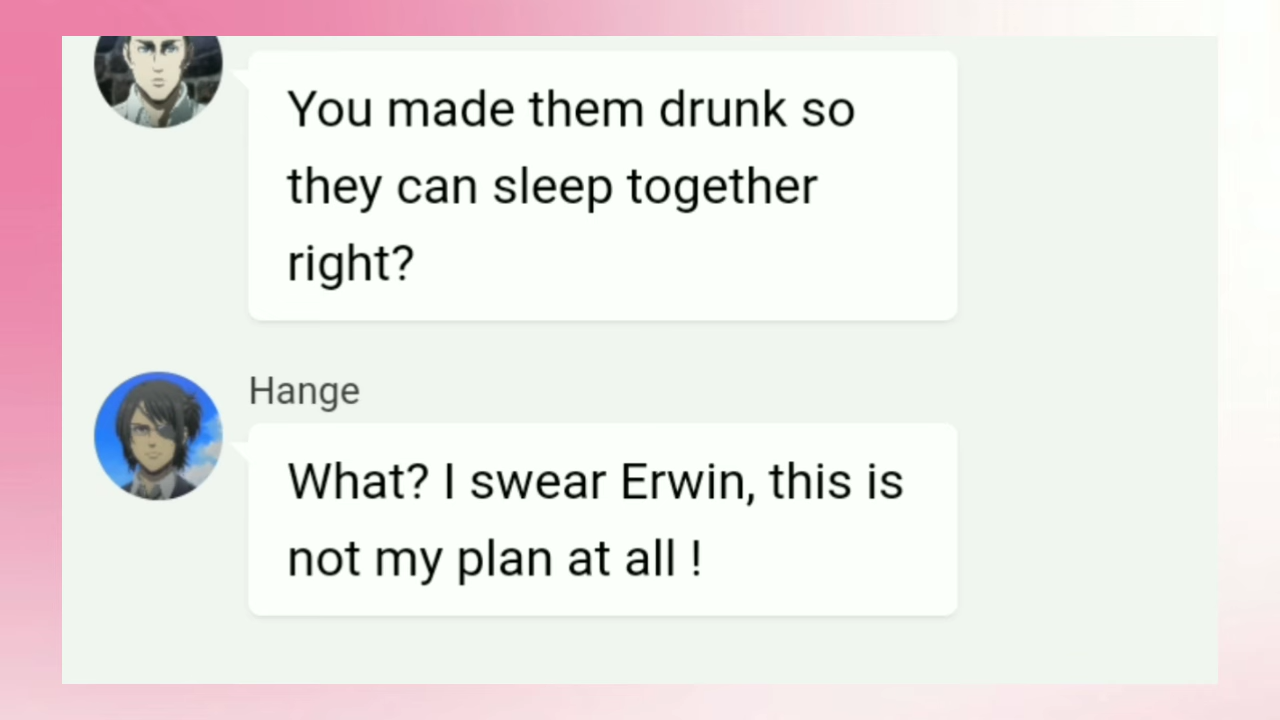 You made them drunk so
they can sleep together
right?
Hange
What? I swear Erwin, this is
not my plan at all !